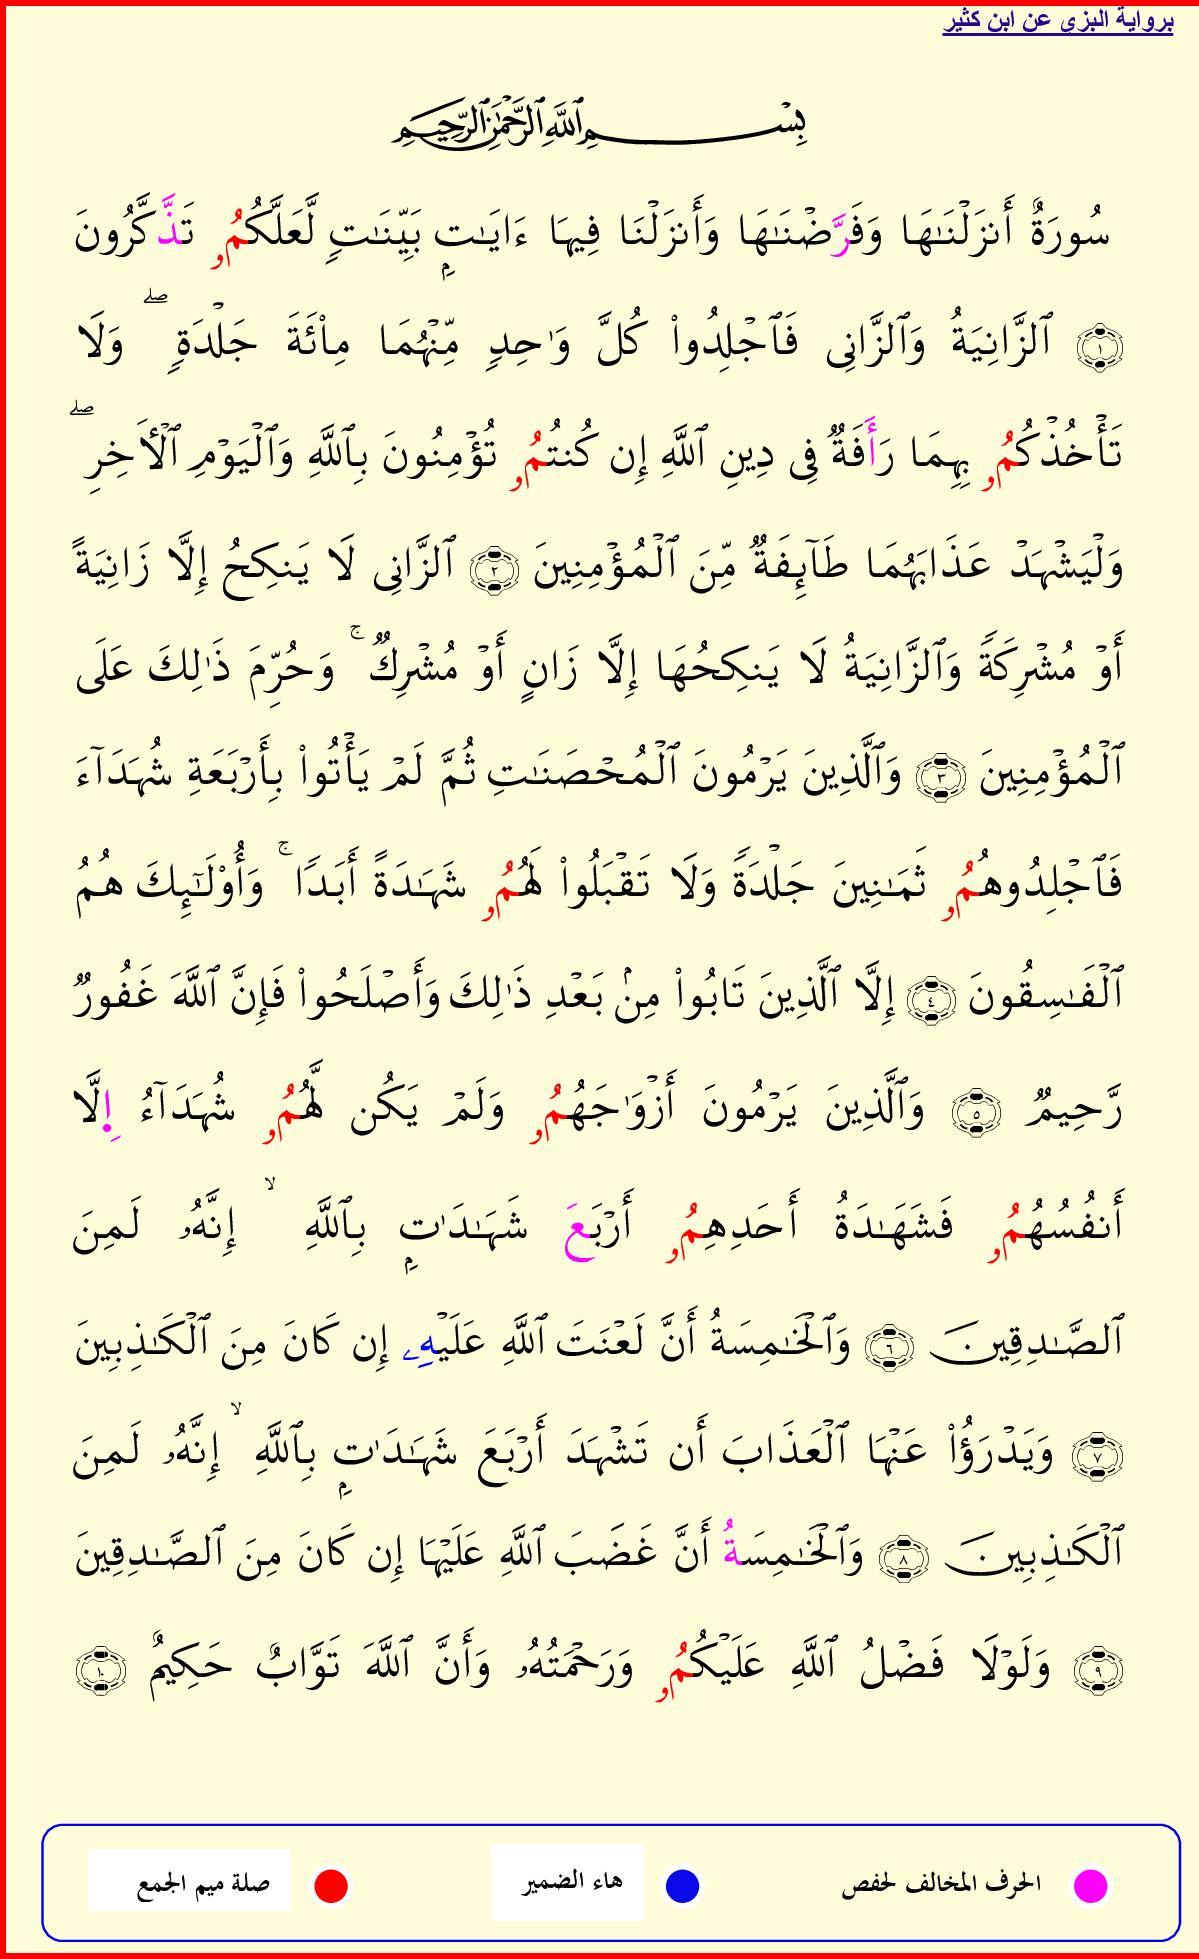 برواية البزى عن ابن كثير
بِسْمِ ٱللَّهِ ٱلرَّحْمَٰنِ ٱلرَّحِيمِ
سُورَةٌ أَنزَلْنَـٰهَا وَفَرَّضْنَـٰهَا وَأَنزَلْنَا فِيهَا ءَايَـٰتِۭ بَيِّنَـٰتٍ لَّعَلَّكُمُۥ تَذَّكَّرُونَ
١ ٱلزَّانِيَةُ وَٱلزَّانِى فَٱجْلِدُوا۟ كُلَّ وَٰحِدٍ مِّنْهُمَا مِا۟ئَةَ جَلْدَةٍ ۖ وَلَا
تَأْخُذْكُمُۥ بِهِمَا رَأَفَةٌ فِى دِينِ ٱللَّهِ إِن كُنتُمُۥ تُؤْمِنُونَ بِٱللَّهِ وَٱلْيَوْمِ ٱلْـَٔاخِرِ ۖ
وَلْيَشْهَدْ عَذَابَهُمَا طَآئِفَةٌ مِّنَ ٱلْمُؤْمِنِينَ ٢ ٱلزَّانِى لَا يَنكِحُ إِلَّا زَانِيَةً
أَوْ مُشْرِكَةً وَٱلزَّانِيَةُ لَا يَنكِحُهَا إِلَّا زَانٍ أَوْ مُشْرِكٌ ۚ وَحُرِّمَ ذَٰلِكَ عَلَى
ٱلْمُؤْمِنِينَ ٣ وَٱلَّذِينَ يَرْمُونَ ٱلْمُحْصَنَـٰتِ ثُمَّ لَمْ يَأْتُوا۟ بِأَرْبَعَةِ شُهَدَآءَ
فَٱجْلِدُوهُمُۥ ثَمَـٰنِينَ جَلْدَةً وَلَا تَقْبَلُوا۟ لَهُمُۥ شَهَـٰدَةً أَبَدًا ۚ وَأُو۟لَـٰٓئِكَ هُمُ
ٱلْفَـٰسِقُونَ ٤ إِلَّا ٱلَّذِينَ تَابُوا۟ مِنۢ بَعْدِ ذَٰلِكَ وَأَصْلَحُوا۟ فَإِنَّ ٱللَّهَ غَفُورٌ
رَّحِيمٌ ٥ وَٱلَّذِينَ يَرْمُونَ أَزْوَٰجَهُمُۥ وَلَمْ يَكُن لَّهُمُۥ شُهَدَآءُ اِ۪لَّا
أَنفُسُهُمُۥ فَشَهَـٰدَةُ أَحَدِهِمُۥ أَرْبَعَ شَهَـٰدَٰتِۭ بِٱللَّهِ ۙ إِنَّهُۥ لَمِنَ
ٱلصَّـٰدِقِينَ ٦ وَٱلْخَـٰمِسَةُ أَنَّ لَعْنَتَ ٱللَّهِ عَلَيْهِۦ إِن كَانَ مِنَ ٱلْكَـٰذِبِينَ
٧ وَيَدْرَؤُا۟ عَنْهَا ٱلْعَذَابَ أَن تَشْهَدَ أَرْبَعَ شَهَـٰدَٰتِۭ بِٱللَّهِ ۙ إِنَّهُۥ لَمِنَ
ٱلْكَـٰذِبِينَ ٨ وَٱلْخَـٰمِسَةُ أَنَّ غَضَبَ ٱللَّهِ عَلَيْهَا إِن كَانَ مِنَ ٱلصَّـٰدِقِينَ
٩ وَلَوْلَا فَضْلُ ٱللَّهِ عَلَيْكُمُۥ وَرَحْمَتُهُۥ وَأَنَّ ٱللَّهَ تَوَّابٌ حَكِيمٌ ١٠
الحرف المخالف لحفص هاء الضمير صلة ميم الجمع